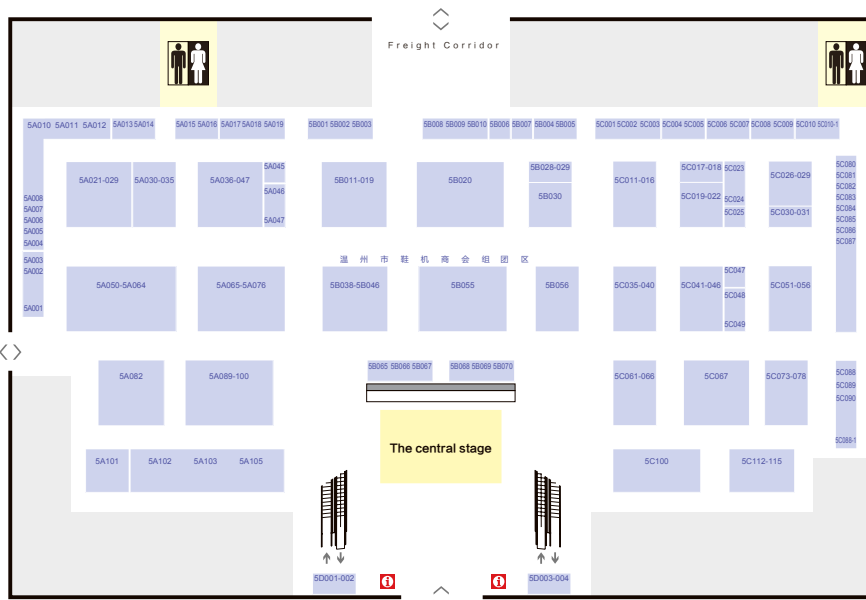 Freight Corridor
5A010 5A011 5A012 5A013 5A014 5A015 5A016 5A017 5A018 5A019 5B001 5B002 5B003 5B008 5B009 5B010 5B006 5B007 5B004 5B005 5C001 5C002 5C003 5C004 5C005 5C006 5C007 5C008 5C009 5C010 5C010-1
5A008
5A007
5A006
5A005
5A004
5A003
5A002
5A001
5A021-029 5A030-035 5A036-047
5A045
5A046
5A047
5B011-019 5B020
5B028-029
5B030
5C011-016
5C017-018 5C023
5C019-022 5C024
5C025
5C026-029
5C030-031
5C080
5C081
5C082
5C083
5C084
5C085
5C086
5C087
温州市鞋机商会组团区
5A050-5A064 5A065-5A076 5B038-5B046 5B055 5B056 5C035-040 5C041-046
5C047
5C048
5C049
5C051-056
5A082 5A089-100
5B065 5B066 5B067 5B068 5B069 5B070
5C061-066 5C067 5C073-078
5C088
5C089
5C090
5C088-1
The central stage
5A101 5A102 5A103 5A105 5C100 5C112-115
5D001-002 5D003-004